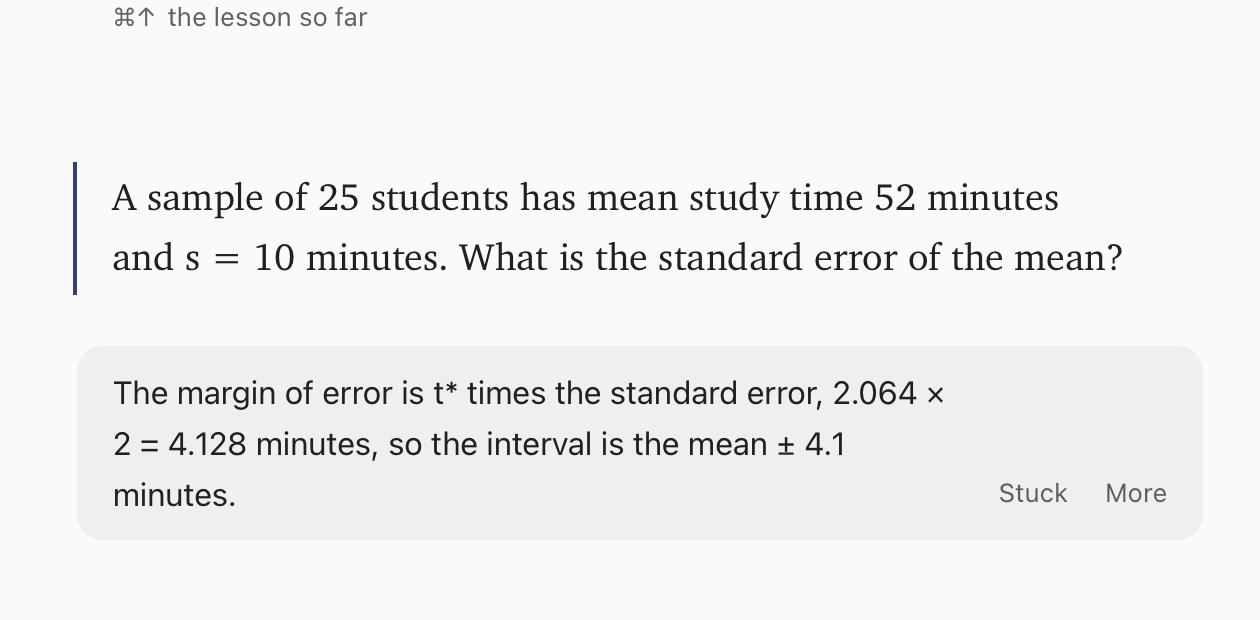 ⌘↑ the lesson so far
A sample of 25 students has mean study time 52 minutes
and s = 10 minutes. What is the standard error of the mean?
The margin of error is t* times the standard error, 2.064 ×
2 = 4.128 minutes, so the interval is the mean ± 4.1
minutes.
Stuck More